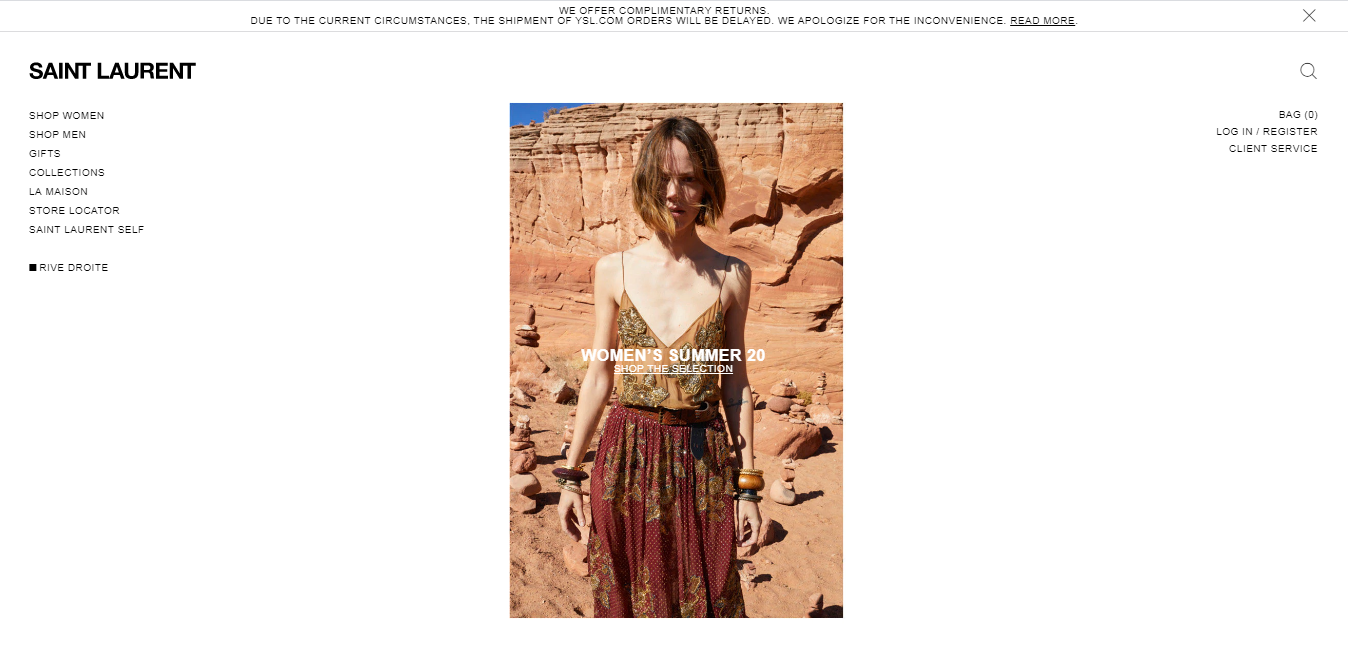 WE OFFER COMPLIMENTARY RETURNS.
DUE TO THE CURRENT CIRCUMSTANCES, THE SHIPMENT OF YSL.COM ORDERS WILL BE DELAYED. WE APOLOGIZE FOR THE INCONVENIENCE. READ MORE.
SAINT LAURENT
SHOP WOMEN
SHOP MEN
GIFTS
COLLECTIONS
LA MAISON
STORE LOCATOR
SAINT LAURENT SELF
RIVE DROITE
WOMEN'S SUMMER 20
SHOP THE SELECTION
BAG (0)
LOG IN / REGISTER
CLIENT SERVICE